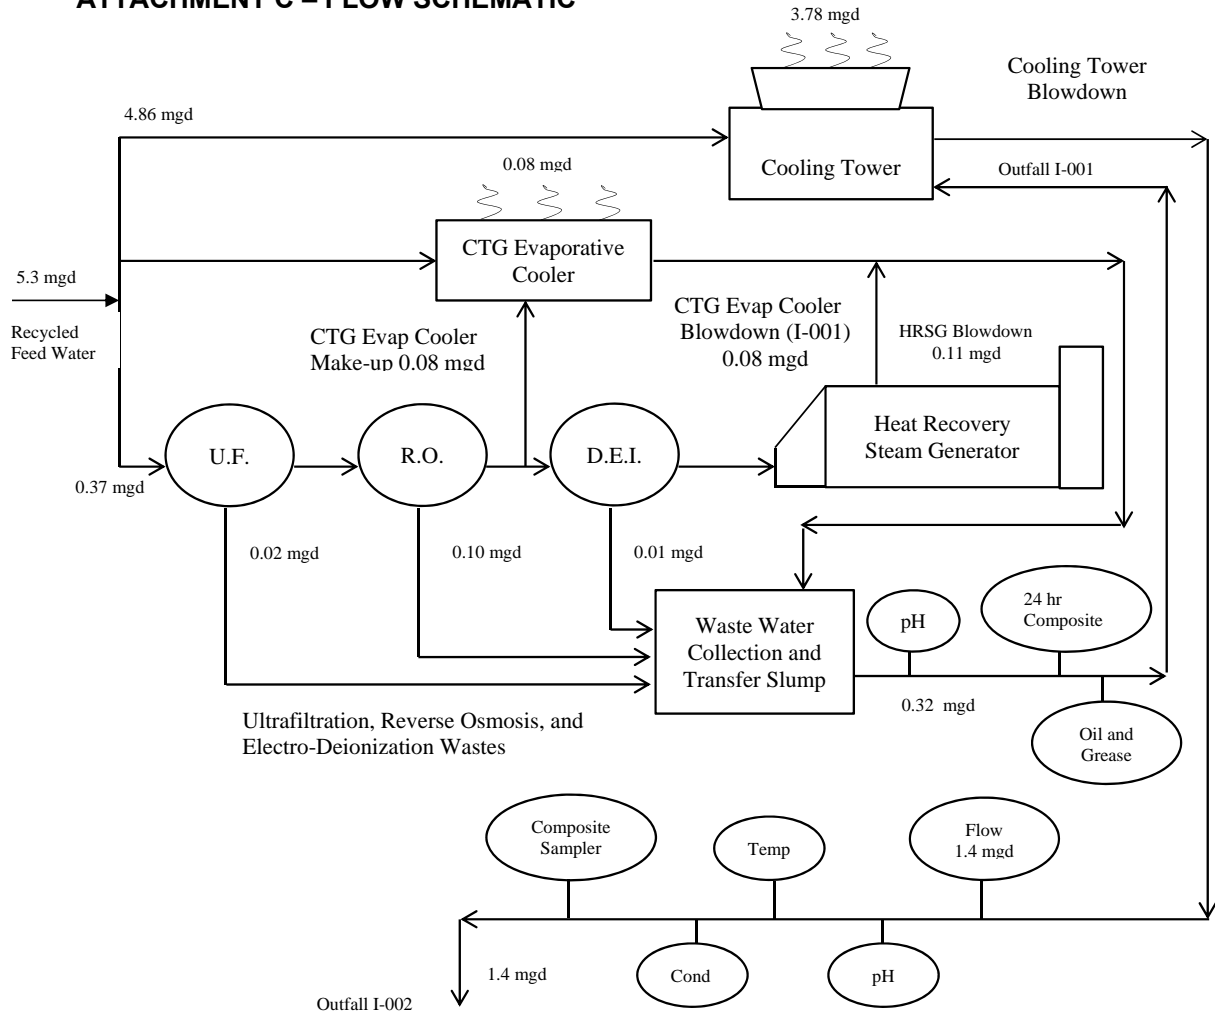 ATTACHMENT C – FLOW SCHEMATIC
3.78 mgd
Cooling Tower
Blowdown
4.86 mgd
Cooling Tower
Outfall I-001
0.08 mgd
CTG Evaporative
Cooler
5.3 mgd
Recycled
Feed Water
CTG Evap Cooler
Make-up 0.08 mgd
CTG Evap Cooler
Blowdown (I-001)
0.08 mgd
HRSG Blowdown
0.11 mgd
U.F.
R.O.
D.E.I.
Heat Recovery
Steam Generator
0.37 mgd
0.02 mgd
0.10 mgd
0.01 mgd
Waste Water
Collection and
Transfer Slump
pH
24 hr
Composite
0.32 mgd
Oil and
Grease
Ultrafiltration, Reverse Osmosis, and
Electro-Deionization Wastes
Composite
Sampler
Temp
Flow
1.4 mgd
Cond
pH
1.4 mgd
Outfall I-002